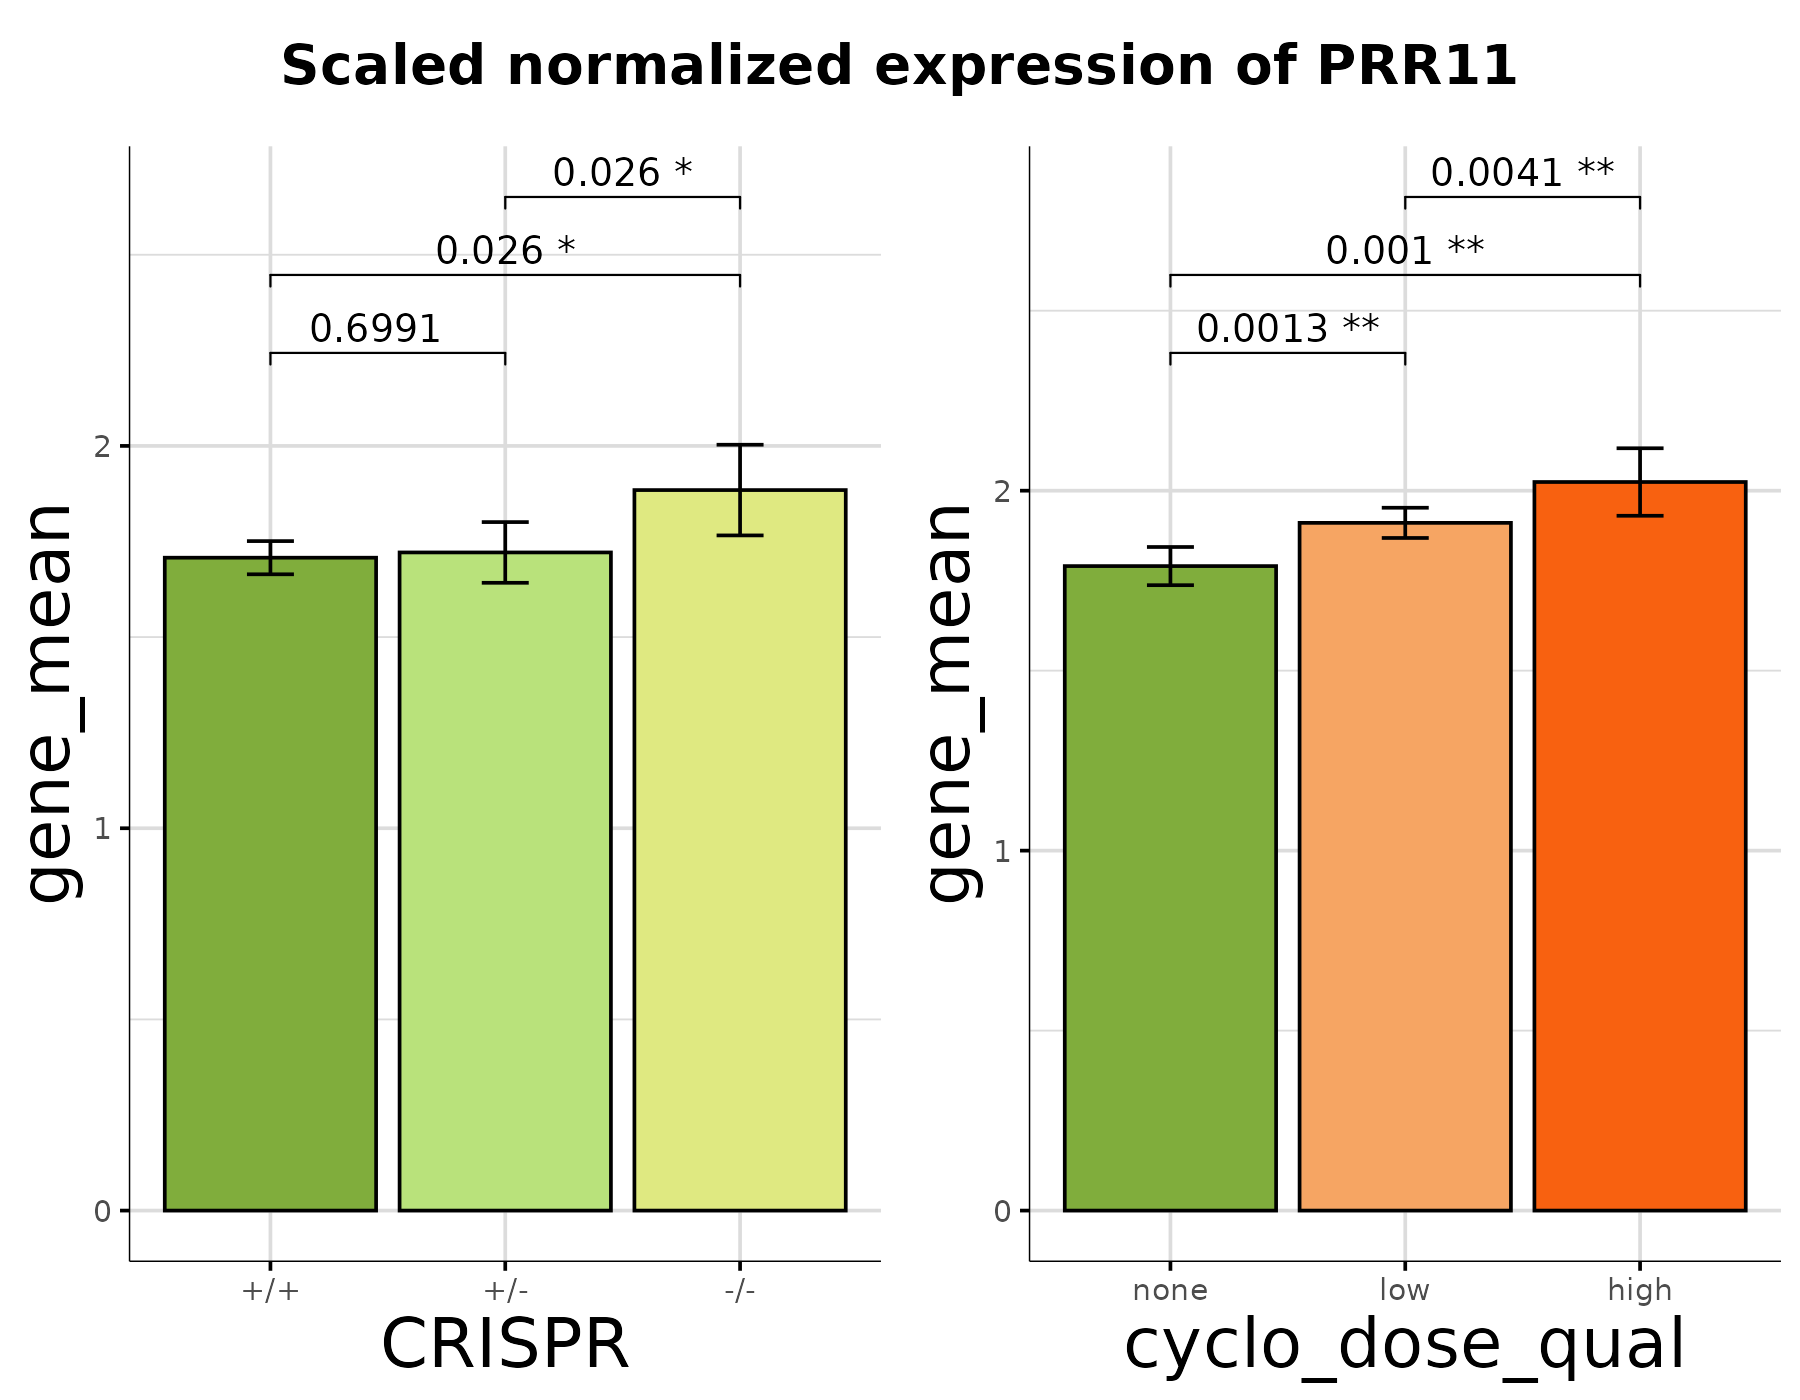 Scaled normalized expression of PRR11
gene_mean
0.026 *
0.026 *
0.6991
2
1
0
+/+ +/- -/-
CRISPR
gene_mean
0.0041 **
0.001 **
0.0013 **
2
1
0
none low high
cyclo_dose_qual